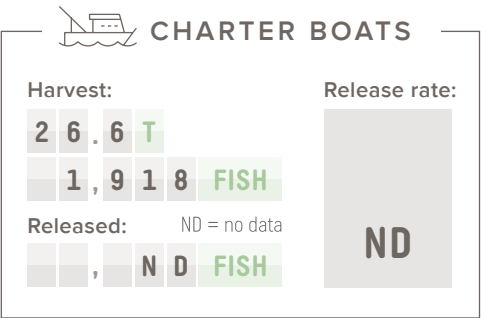 CHARTER BOATS
Harvest:
26.6 T
1,918 FISH
Released: ND = no data
, ND FISH
Release rate:
ND